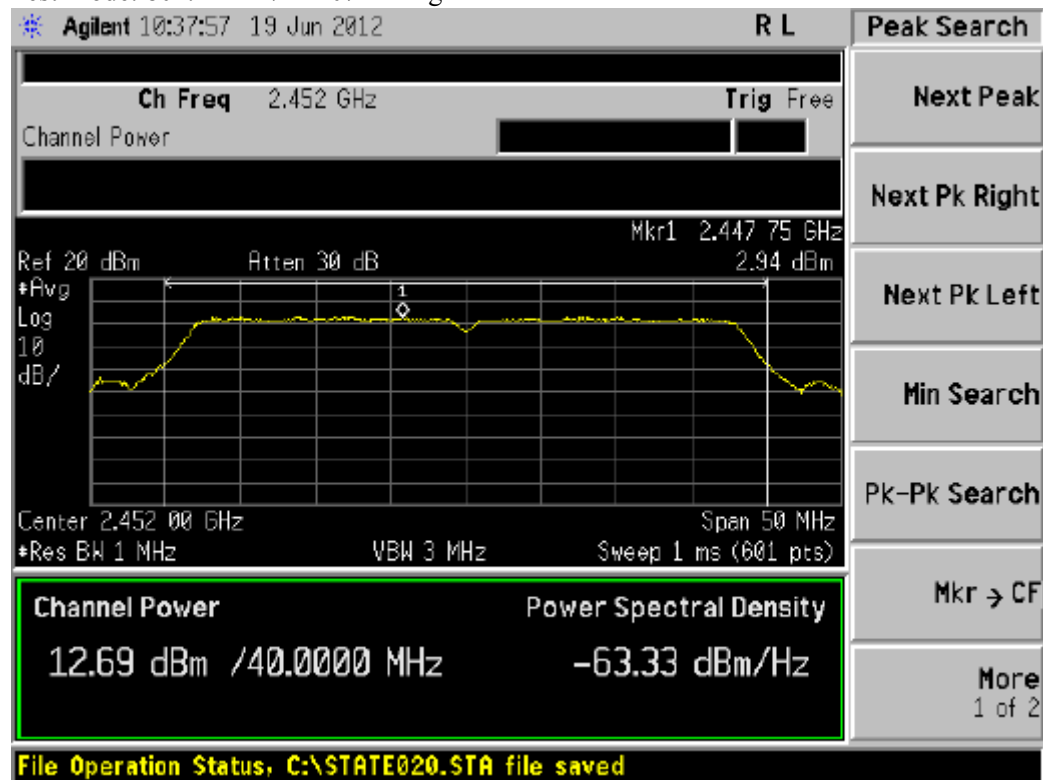 Agilent 10:37:57 19 Jun 2012 R L
Peak Search
Ch Freq 2.452 GHz Trig Free
Channel Power
Next Peak
Next Pk Right
Mkr1 2.447 75 GHz
Ref 20 dBm Atten 30 dB 2.94 dBm
*Avg
Log
10
dB/
1
Next Pk Left
Min Search
Pk-Pk Search
Center 2.452 00 GHz Span 50 MHz
*Res BW 1 MHz VBW 3 MHz Sweep 1 ms (601 pts)
Channel Power Power Spectral Density
12.69 dBm /40.0000 MHz -63.33 dBm/Hz
Mkr → CF
More
1 of 2
File Operation Status, C:\STATE020.STA file saved